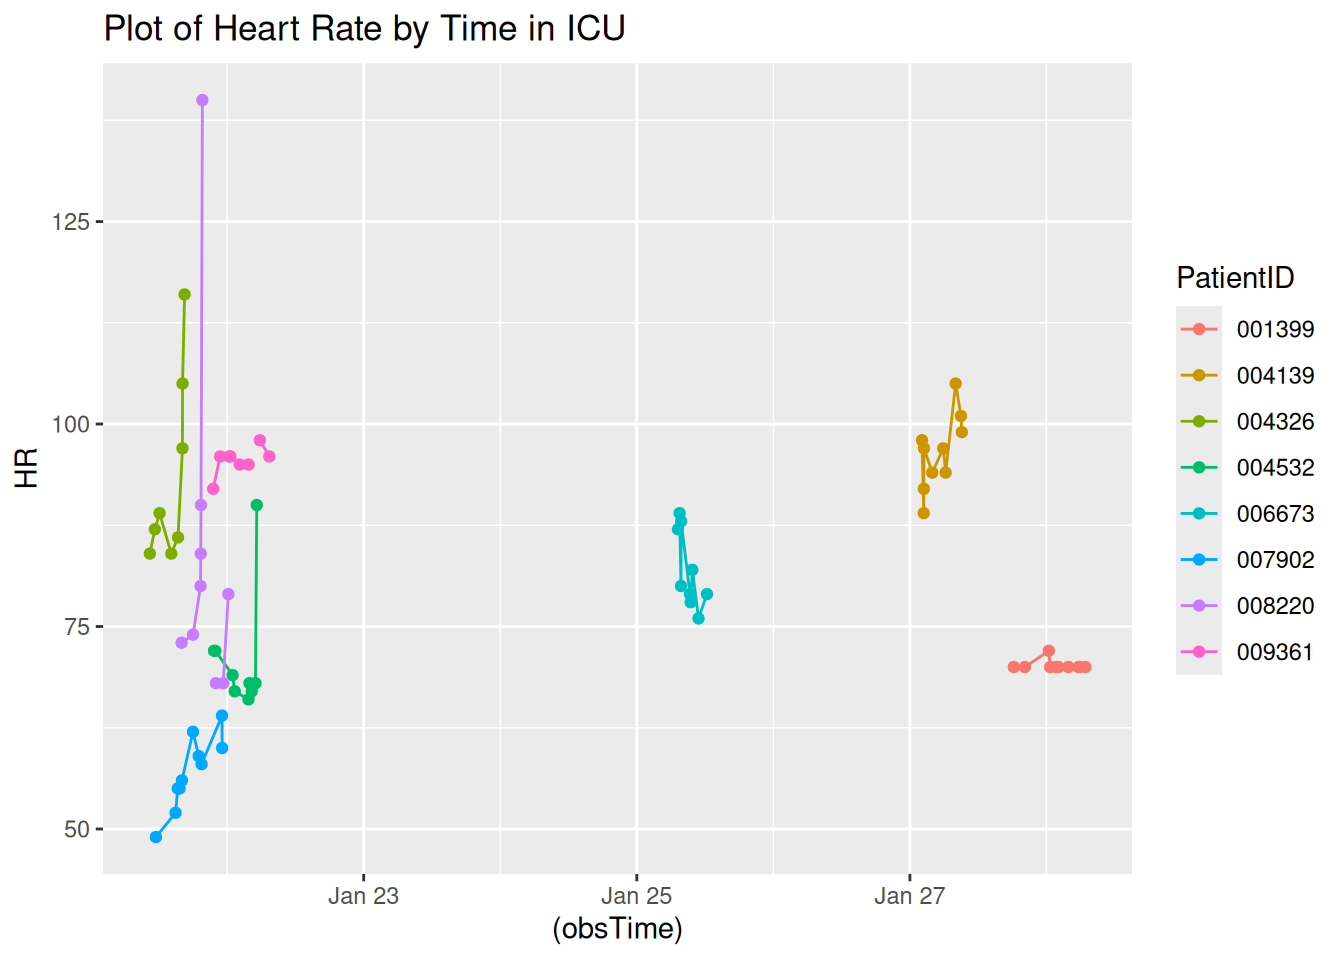 Plot of Heart Rate by Time in ICU
HR
125
100
75
50
Jan 23
Jan 25
Jan 27
(obsTime)
PatientID
001399
004139
004326
004532
006673
007902
008220
009361